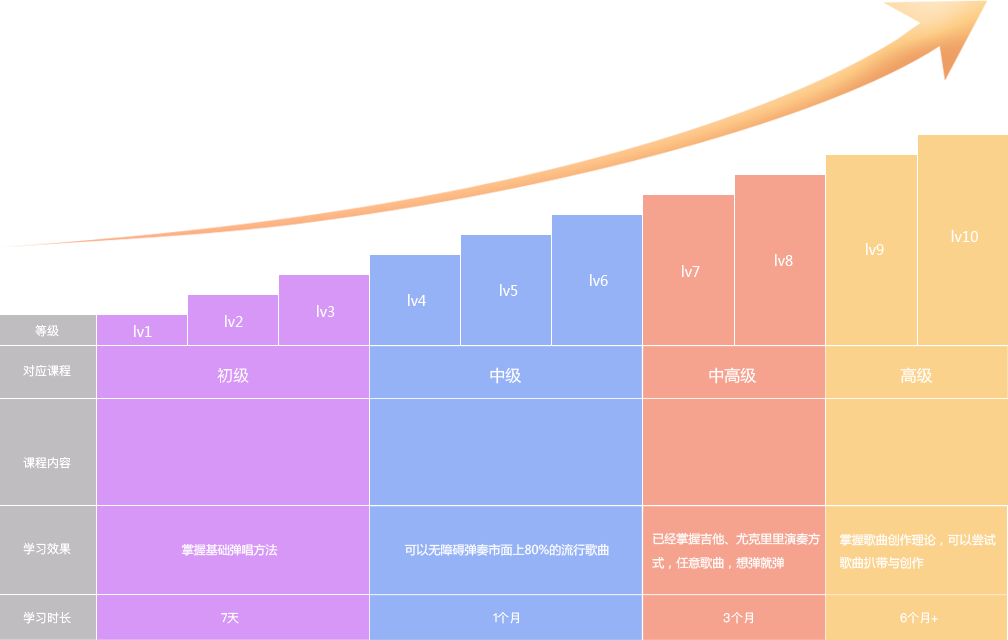 等级
lv1
lv2
lv3
lv4
lv5
lv6
lv7
lv8
lv9
lv10
对应课程
初级
中级
中高级
高级
课程内容
学习效果
掌握基础弹唱方法
可以无障碍弹奏市面上80%的流行歌曲
已经掌握吉他、尤克里里演奏方
式，任意歌曲，想弹就弹
掌握歌曲创作理论，可以尝试
歌曲扒带与创作
学习时长
7天
1个月
3个月
6个月+